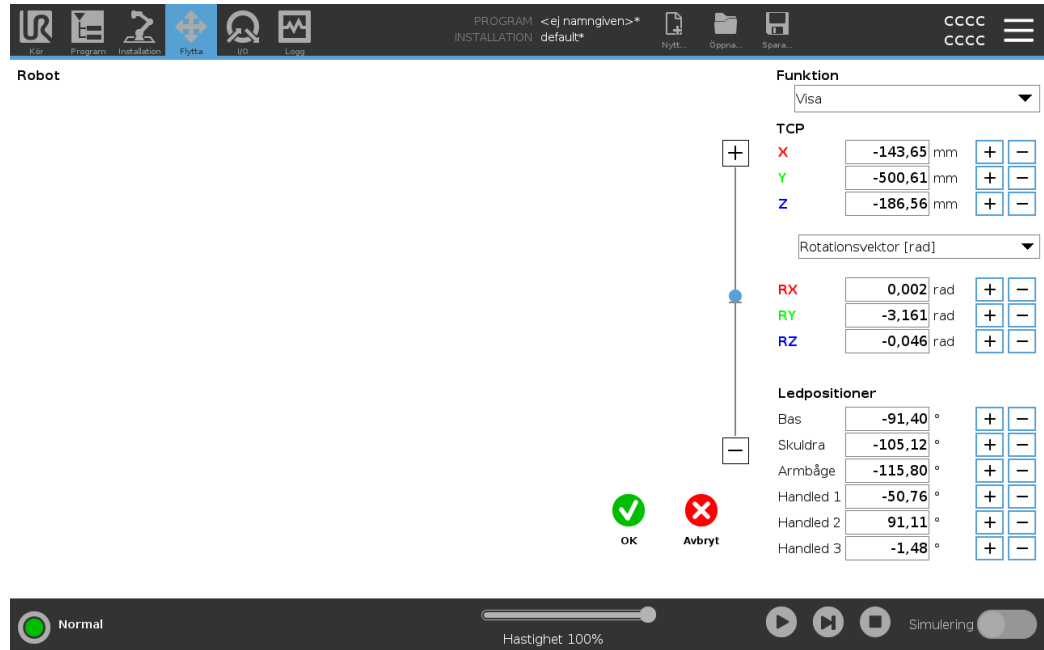 PROGRAM <ej namngiven>*
INSTALLATION default*
CCCC
CCCC
Kör Program Installation Flytta I/O Logg Nytt... Öppna... Spara...
Robot
Funktion
Visa
TCP
X -143,65 mm + −
Y -500,61 mm + −
Z -186,56 mm + −
Rotationsvektor [rad]
RX 0,002 rad + −
RY -3,161 rad + −
RZ -0,046 rad + −
Ledpositioner
Bas -91,40 ° + −
Skuldra -105,12 ° + −
Armbåge -115,80 ° + −
Handled 1 -50,76 ° + −
Handled 2 91,11 ° + −
Handled 3 -1,48 ° + −
OK Avbryt
Normal
Hastighet 100%
Simulering